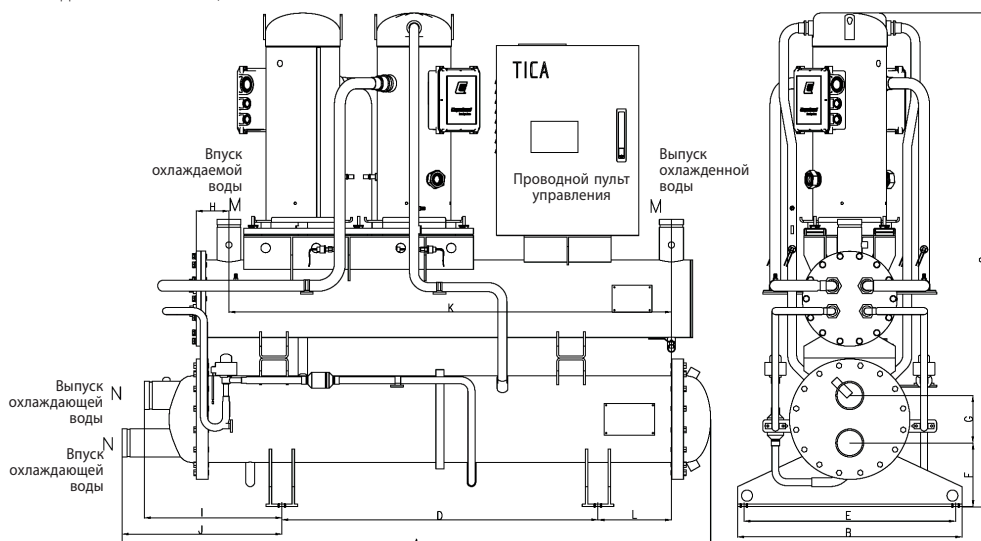 TICA
Впуск
охлаждаемой
воды
Выпуск
охлажденной
воды
Проводной пульт
управления
H
M
M
K
Выпуск
охлаждающей
воды
N
N
Впуск
охлаждающей
воды
G
F
I
D
L
E
J
B